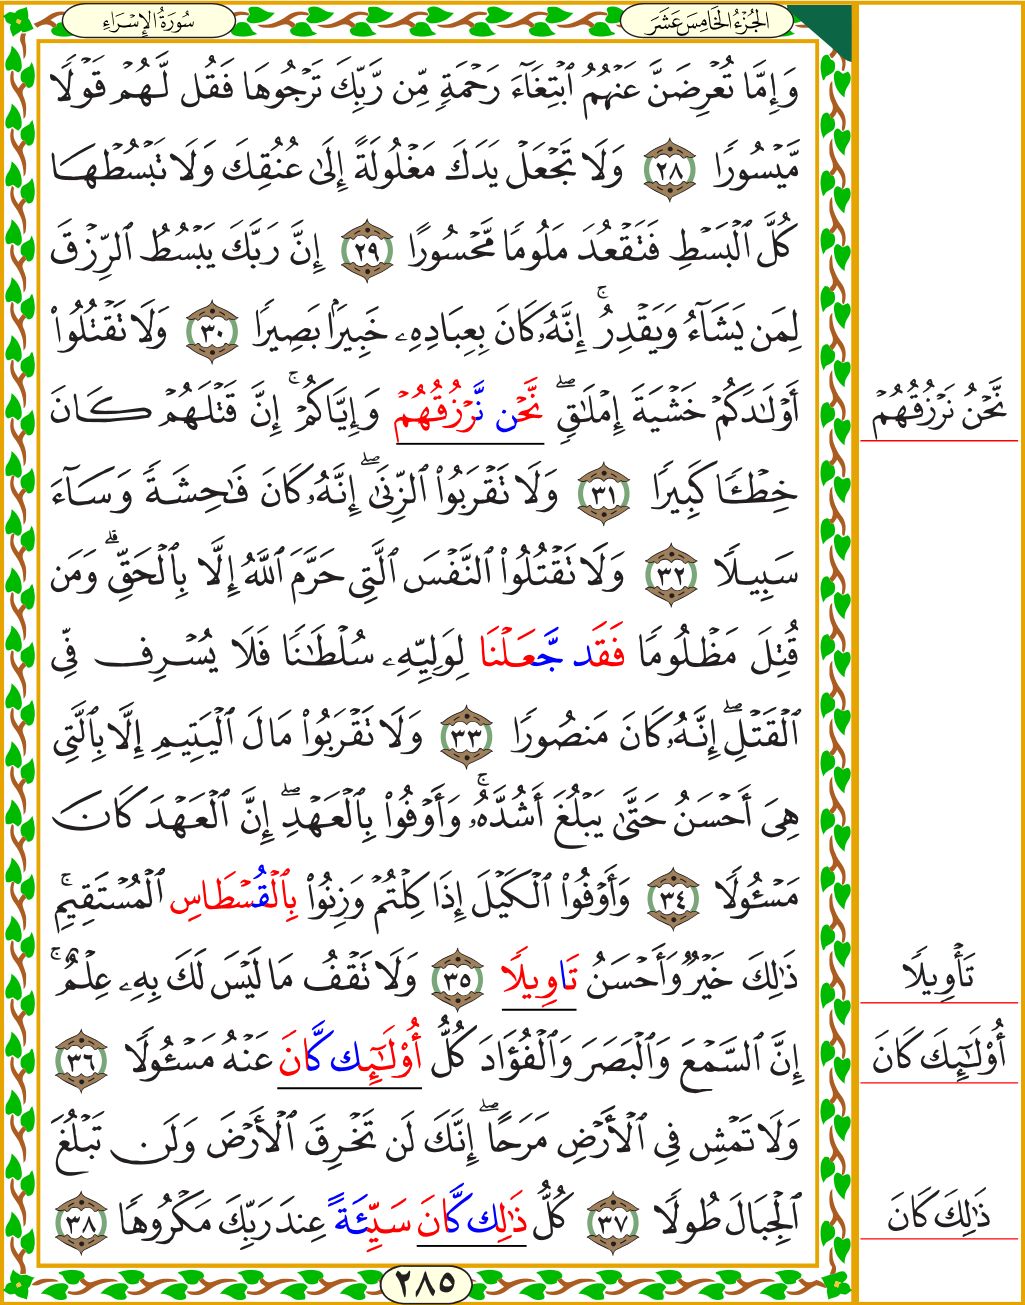 سُورَةُ الإِسۡرَاءِ
الجُزۡءُ الخَامِسَ عَشَرَ
وَإِمَّا تُعۡرِضَنَّ عَنۡهُمُ ٱبۡتِغَآءَ رَحۡمَةٖ مِّن رَّبِّكَ تَرۡجُوهَا فَقُل لَّهُمۡ قَوۡلٗا
مَّيۡسُورٗا ٢٨ وَلَا تَجۡعَلۡ يَدَكَ مَغۡلُولَةً إِلَىٰ عُنُقِكَ وَلَا تَبۡسُطۡهَا
كُلَّ ٱلۡبَسۡطِ فَتَقۡعُدَ مَلُومٗا مَّحۡسُورًا ٢٩ إِنَّ رَبَّكَ يَبۡسُطُ ٱلرِّزۡقَ
لِمَن يَشَآءُ وَيَقۡدِرُۚ إِنَّهُۥ كَانَ بِعِبَادِهِۦ خَبِيرَۢا بَصِيرٗا ٣٠ وَلَا تَقۡتُلُوٓاْ
أَوۡلَٰدَكُمۡ خَشۡيَةَ إِمۡلَٰقٖۖ نَّحۡن نَّرۡزُقُهُمۡ وَإِيَّاكُمۡۚ إِنَّ قَتۡلَهُمۡ كَانَ
خِطۡـٔٗا كَبِيرٗا ٣١ وَلَا تَقۡرَبُواْ ٱلزِّنَىٰٓۖ إِنَّهُۥ كَانَ فَٰحِشَةٗ وَسَآءَ
سَبِيلٗا ٣٢ وَلَا تَقۡتُلُواْ ٱلنَّفۡسَ ٱلَّتِي حَرَّمَ ٱللَّهُ إِلَّا بِٱلۡحَقِّۗ وَمَن
قُتِلَ مَظۡلُومٗا فَقَد جَّعَلۡنَا لِوَلِيِّهِۦ سُلۡطَٰنٗا فَلَا يُسۡرِف فِّي
ٱلۡقَتۡلِۖ إِنَّهُۥ كَانَ مَنصُورٗا ٣٣ وَلَا تَقۡرَبُواْ مَالَ ٱلۡيَتِيمِ إِلَّا بِٱلَّتِي
هِيَ أَحۡسَنُ حَتَّىٰ يَبۡلُغَ أَشُدَّهُۥۚ وَأَوۡفُواْ بِٱلۡعَهۡدِۖ إِنَّ ٱلۡعَهۡدَ كَانَ
مَسۡـُٔولٗا ٣٤ وَأَوۡفُواْ ٱلۡكَيۡلَ إِذَا كِلۡتُمۡ وَزِنُواْ بِٱلۡقُسۡطَاسِ ٱلۡمُسۡتَقِيمِۚ
ذَٰلِكَ خَيۡرٞ وَأَحۡسَنُ تَاوِيلٗا ٣٥ وَلَا تَقۡفُ مَا لَيۡسَ لَكَ بِهِۦ عِلۡمٌۚ
إِنَّ ٱلسَّمۡعَ وَٱلۡبَصَرَ وَٱلۡفُؤَادَ كُلُّ أُوْلَٰٓئِك كَّانَ عَنۡهُ مَسۡـُٔولٗا ٣٦
وَلَا تَمۡشِ فِي ٱلۡأَرۡضِ مَرَحًاۖ إِنَّكَ لَن تَخۡرِقَ ٱلۡأَرۡضَ وَلَن تَبۡلُغَ
ٱلۡجِبَالَ طُولٗا ٣٧ كُلُّ ذَٰلِك كَّانَ سَيِّئَةً عِندَ رَبِّكَ مَكۡرُوهٗا ٣٨
٢٨٥
نَّحۡنُ نَرۡزُقُهُمۡ
تَأۡوِيلٗا
أُوْلَٰٓئِكَ كَانَ
ذَٰلِكَ كَانَ